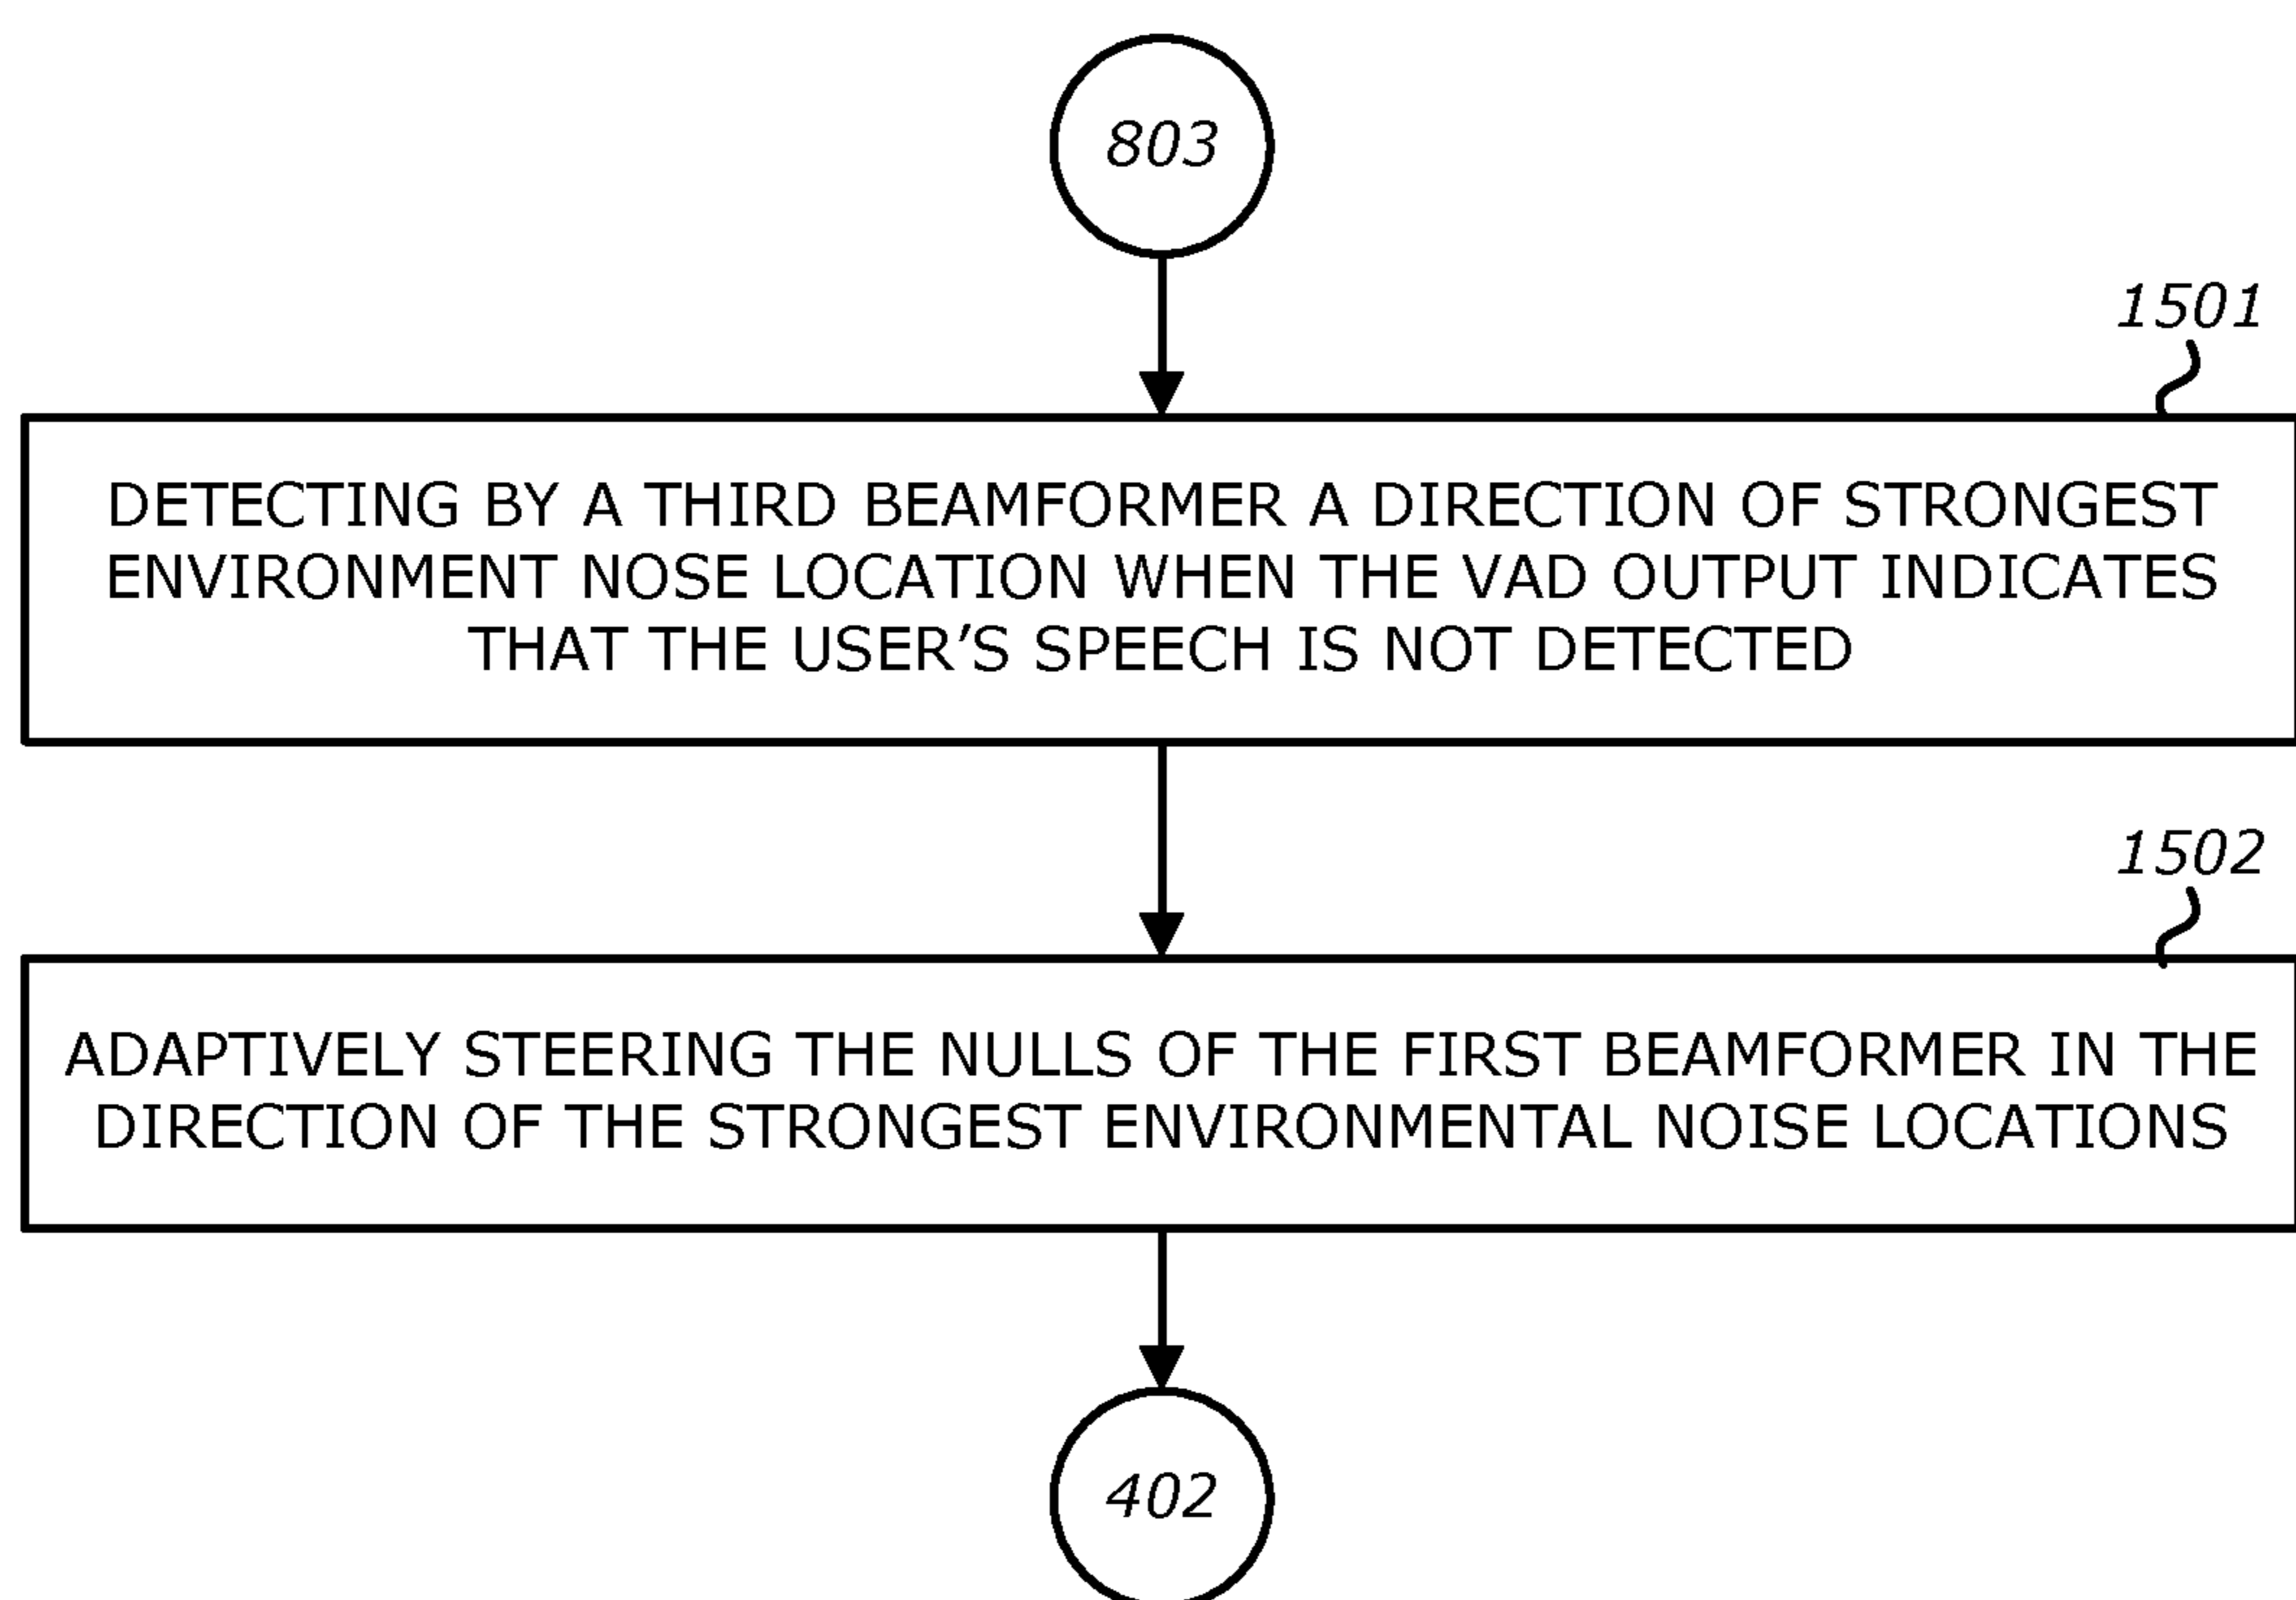 803
1501
DETECTING BY A THIRD BEAMFORMER A DIRECTION OF STRONGEST
ENVIRONMENT NOSE LOCATION WHEN THE VAD OUTPUT INDICATES
THAT THE USER’S SPEECH IS NOT DETECTED
1502
ADAPTIVELY STEERING THE NULLS OF THE FIRST BEAMFORMER IN THE
DIRECTION OF THE STRONGEST ENVIRONMENTAL NOISE LOCATIONS
402